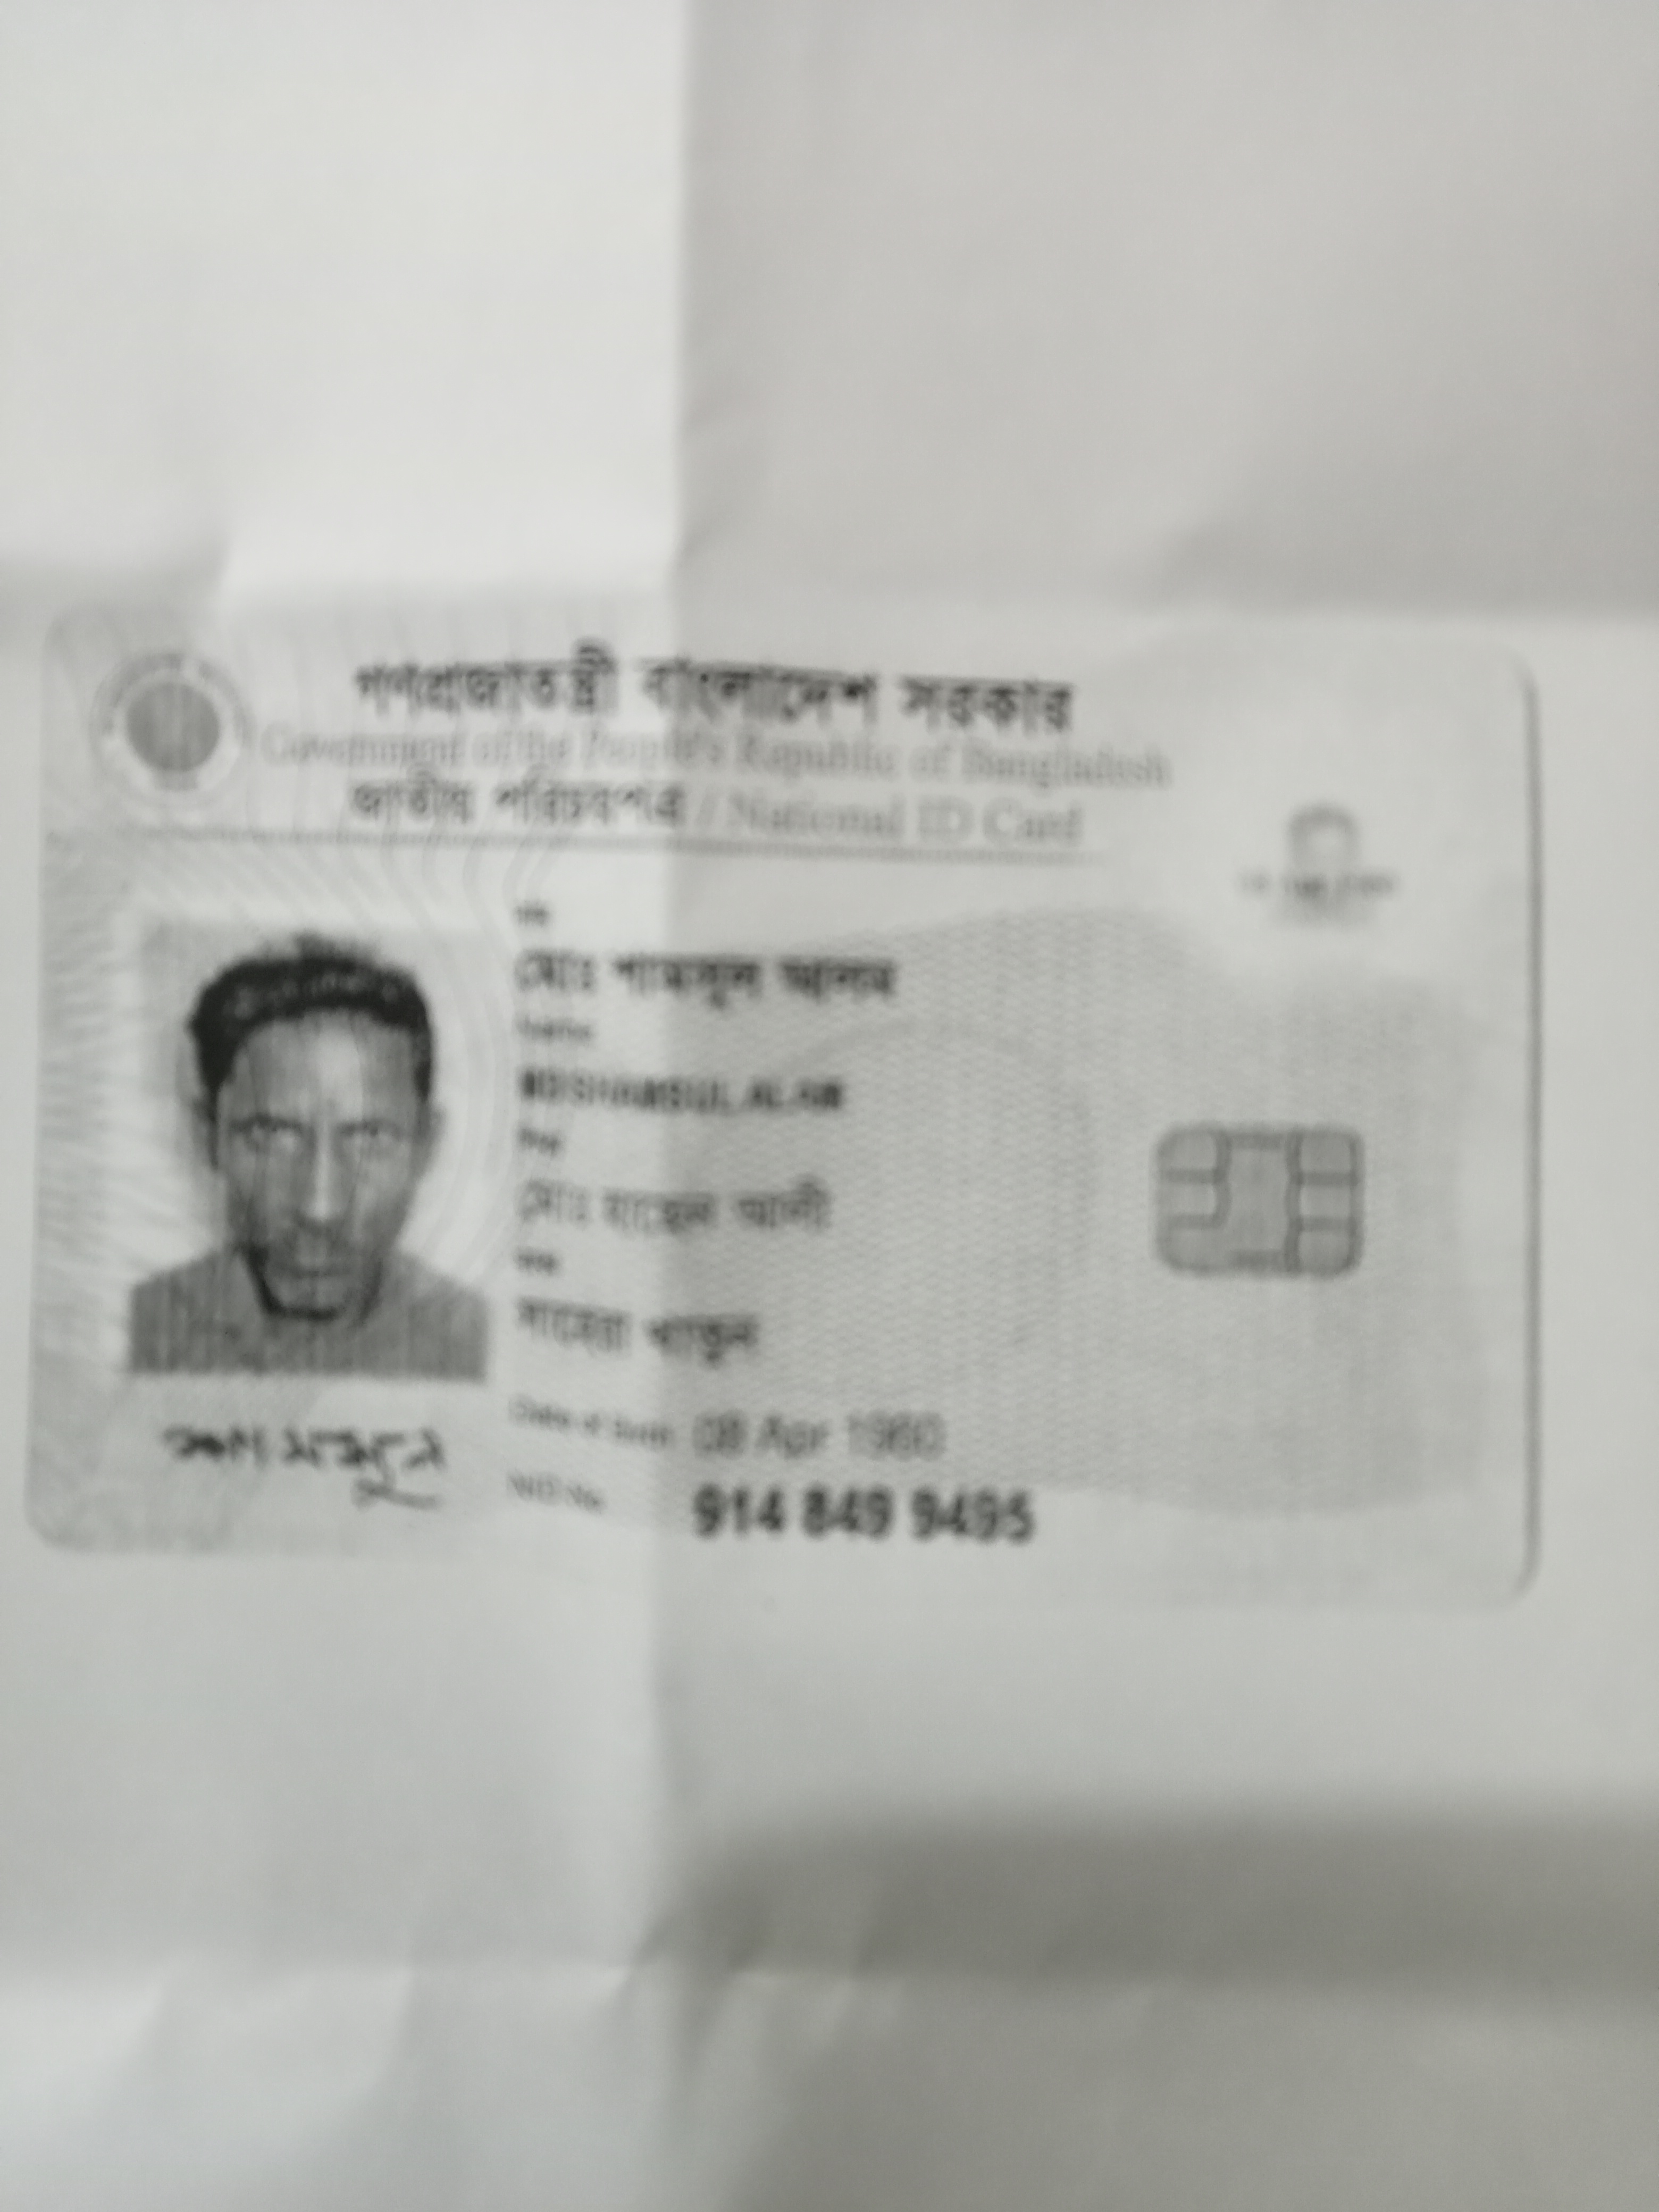 গণপ্রজাতন্ত্রী বাংলাদেশ সরকার
Government of the People's Republic of Bangladesh
জাতীয় পরিচয়পত্র / National ID Card
মোঃ শামসুল আলম
Name
MD SHAMSUL ALAM
পিতা
মোঃ আলী
মাতা
খাতুন
Date of Birth 08 Apr 1960
NID No. 914 849 9495